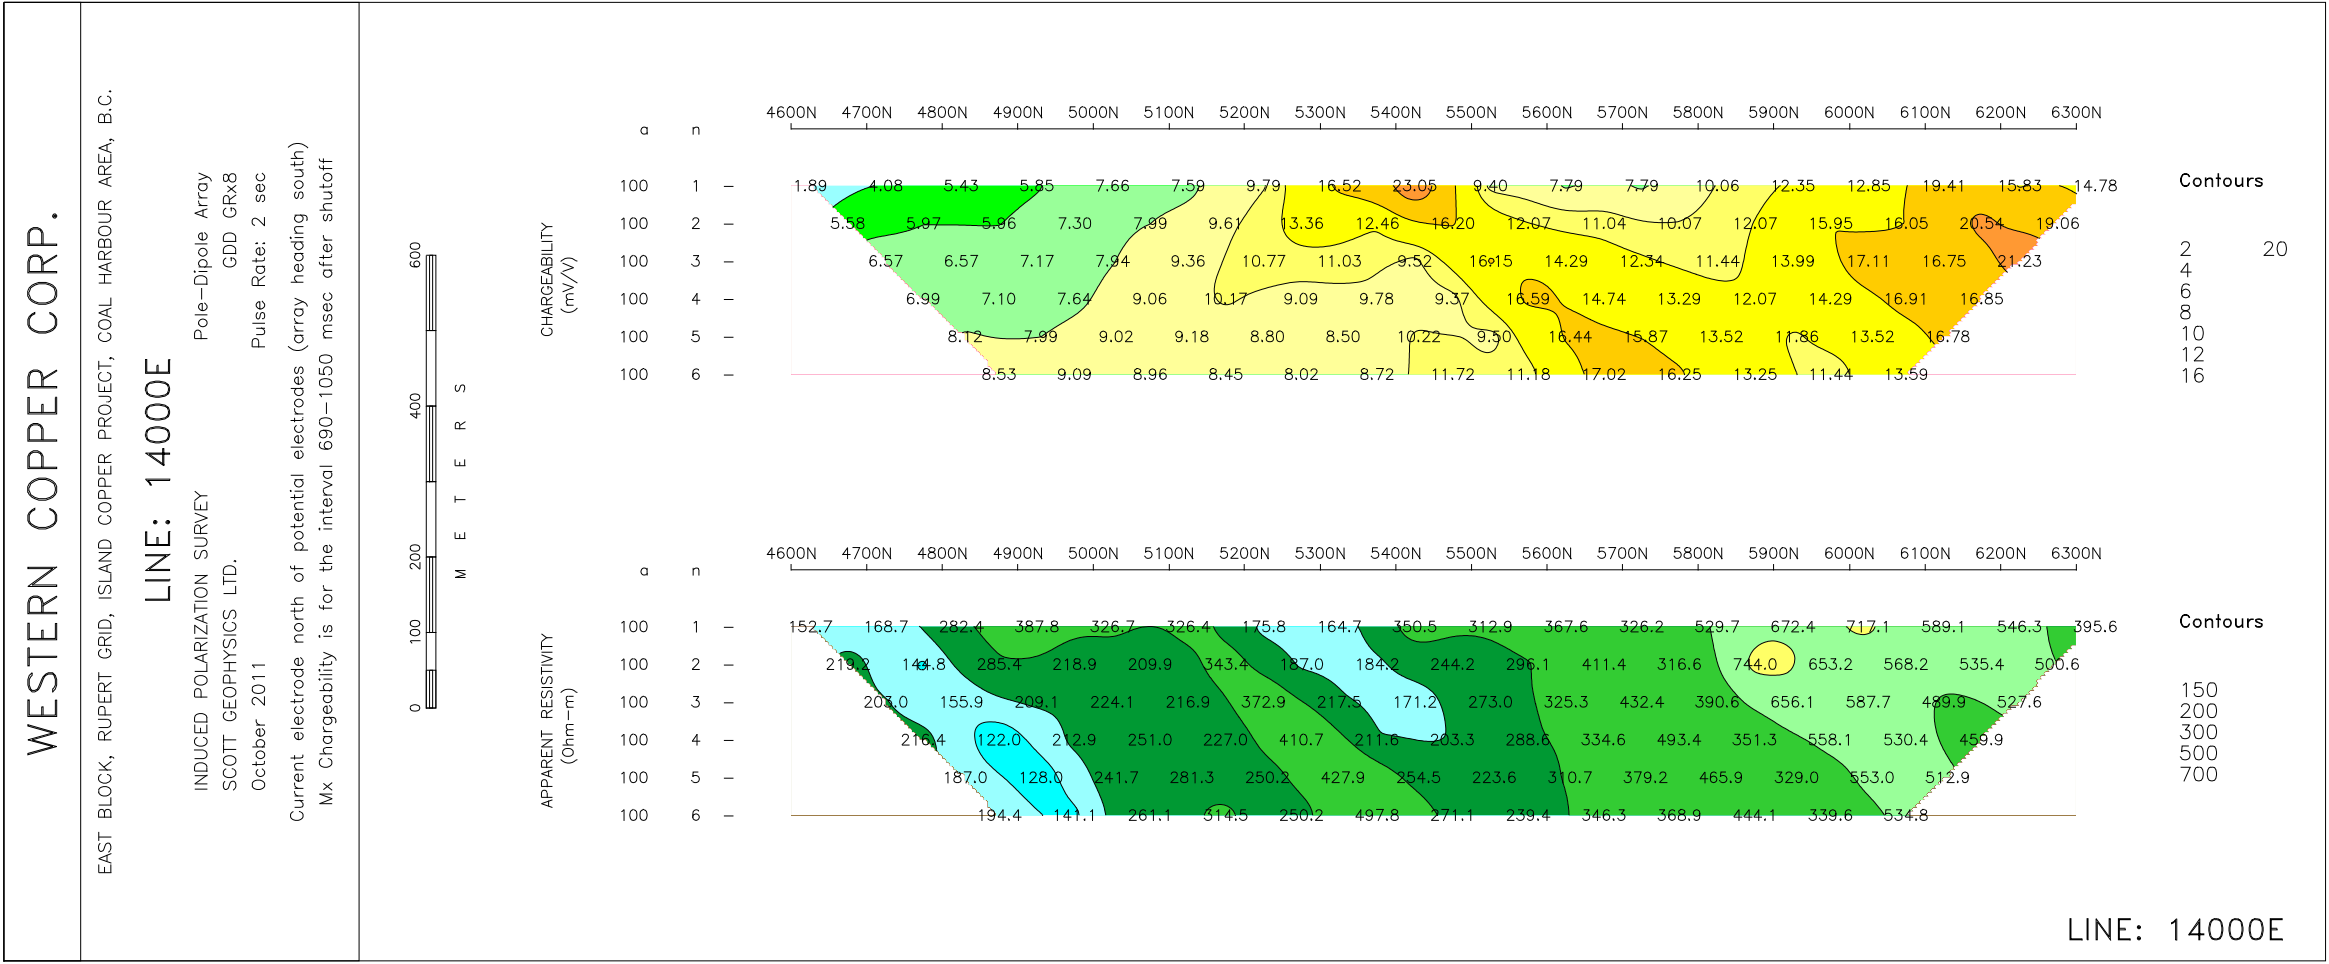 WESTERN COPPER CORP.
EAST BLOCK, RUPERT GRID, ISLAND COPPER PROJECT, COAL HARBOUR AREA, B.C.
LINE: 14000E
INDUCED POLARIZATION SURVEY Pole-Dipole Array
SCOTT GEOPHYSICS LTD. GDD GRx8
October 2011 Pulse Rate: 2 sec
Current electrode north of potential electrodes (array heading south)
Mx Chargeability is for the interval 690-1050 msec after shutoff
0 100 200 400 600
METERS
CHARGEABILITY
(mV/V)
4600N 4700N 4800N 4900N 5000N 5100N 5200N 5300N 5400N 5500N 5600N 5700N 5800N 5900N 6000N 6100N 6200N 6300N
a n
100 1 - 1.89 4.08 5.43 5.85 7.66 7.59 9.79 16.52 23.05 9.40 7.79 7.79 10.06 12.35 12.85 19.41 15.83 14.78
100 2 - 5.58 5.97 5.96 7.30 7.99 9.61 13.36 12.46 16.20 12.07 11.04 10.07 12.07 15.95 16.05 20.54 19.06
100 3 - 6.57 6.57 7.17 7.94 9.36 10.77 11.03 9.52 16.15 14.29 12.34 11.44 13.99 17.11 16.75 21.23
100 4 - 6.99 7.10 7.64 9.06 10.17 9.09 9.78 9.37 16.59 14.74 13.29 12.07 14.29 16.91 16.85
100 5 - 8.12 7.99 9.02 9.18 8.80 8.50 10.22 9.50 16.44 15.87 13.52 11.86 13.52 16.78
100 6 - 8.53 9.09 8.96 8.45 8.02 8.72 11.72 11.18 17.02 16.25 13.25 11.44 13.59
Contours
2 20
4
6
8
10
12
16
APPARENT RESISTIVITY
(Ohm-m)
4600N 4700N 4800N 4900N 5000N 5100N 5200N 5300N 5400N 5500N 5600N 5700N 5800N 5900N 6000N 6100N 6200N 6300N
a n
100 1 - 152.7 168.7 282.4 387.8 326.7 326.4 175.8 164.7 350.5 312.9 367.6 326.2 529.7 672.4 717.1 589.1 546.3 395.6
100 2 - 219.2 144.8 285.4 218.9 209.9 343.4 187.0 184.2 244.2 296.1 411.4 316.6 744.0 653.2 568.2 535.4 500.6
100 3 - 203.0 155.9 209.1 224.1 216.9 372.9 217.5 171.2 273.0 325.3 432.4 390.6 656.1 587.7 489.9 527.6
100 4 - 216.4 122.0 212.9 251.0 227.0 410.7 211.6 203.3 288.6 334.6 493.4 351.3 558.1 530.4 459.9
100 5 - 187.0 128.0 241.7 281.3 250.2 427.9 254.5 223.6 310.7 379.2 465.9 329.0 553.0 512.9
100 6 - 194.4 141.1 261.1 314.5 250.2 497.8 271.1 239.4 346.3 368.9 444.1 339.6 534.8
Contours
150
200
300
500
700
LINE: 14000E